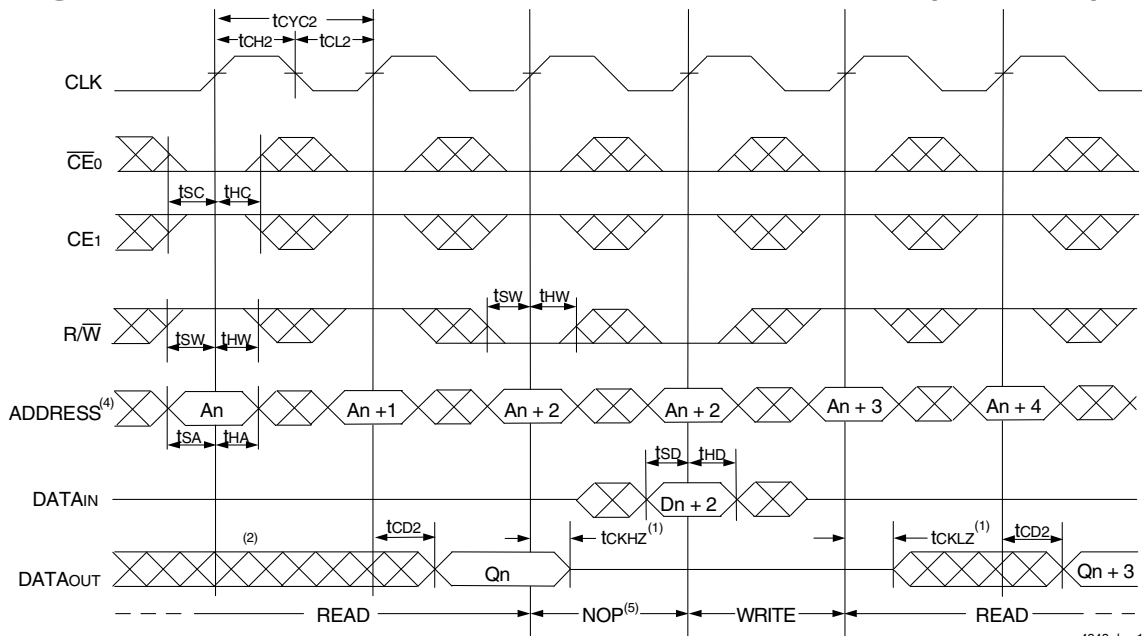 tCYC2
tCH2 tCL2
CLK
CE0
tSC tHC
CE1
tSW tHW
R/W
tSW tHW
ADDRESS(4) An An +1 An + 2 An + 2 An + 3 An + 4
tSA tHA
tSD tHD
DATAIN Dn + 2
(2) tCD2 tCKHZ(1) tCKLZ(1) tCD2
DATAOUT Qn Qn + 3
READ NOP(5) WRITE READ